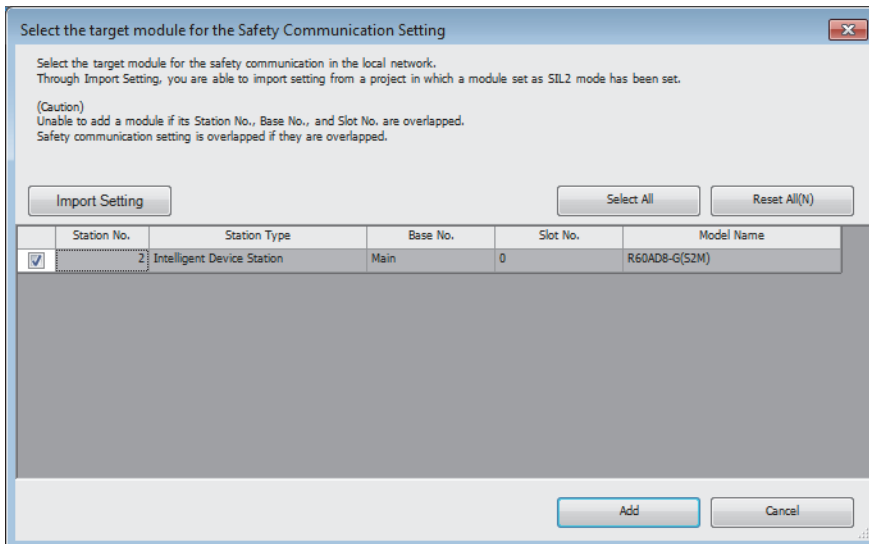 Select the target module for the Safety Communication Setting
Select the target module for the safety communication in the local network.
Through Import Setting, you are able to import setting from a project in which a module set as SIL2 mode has been set.
(Caution)
Unable to add a module if its Station No., Base No., and Slot No. are overlapped.
Safety communication setting is overlapped if they are overlapped.
Import Setting Select All Reset All(N)
Station No. Station Type Base No. Slot No. Model Name
2 Intelligent Device Station Main 0 R60AD8-G(S2M)
Add Cancel